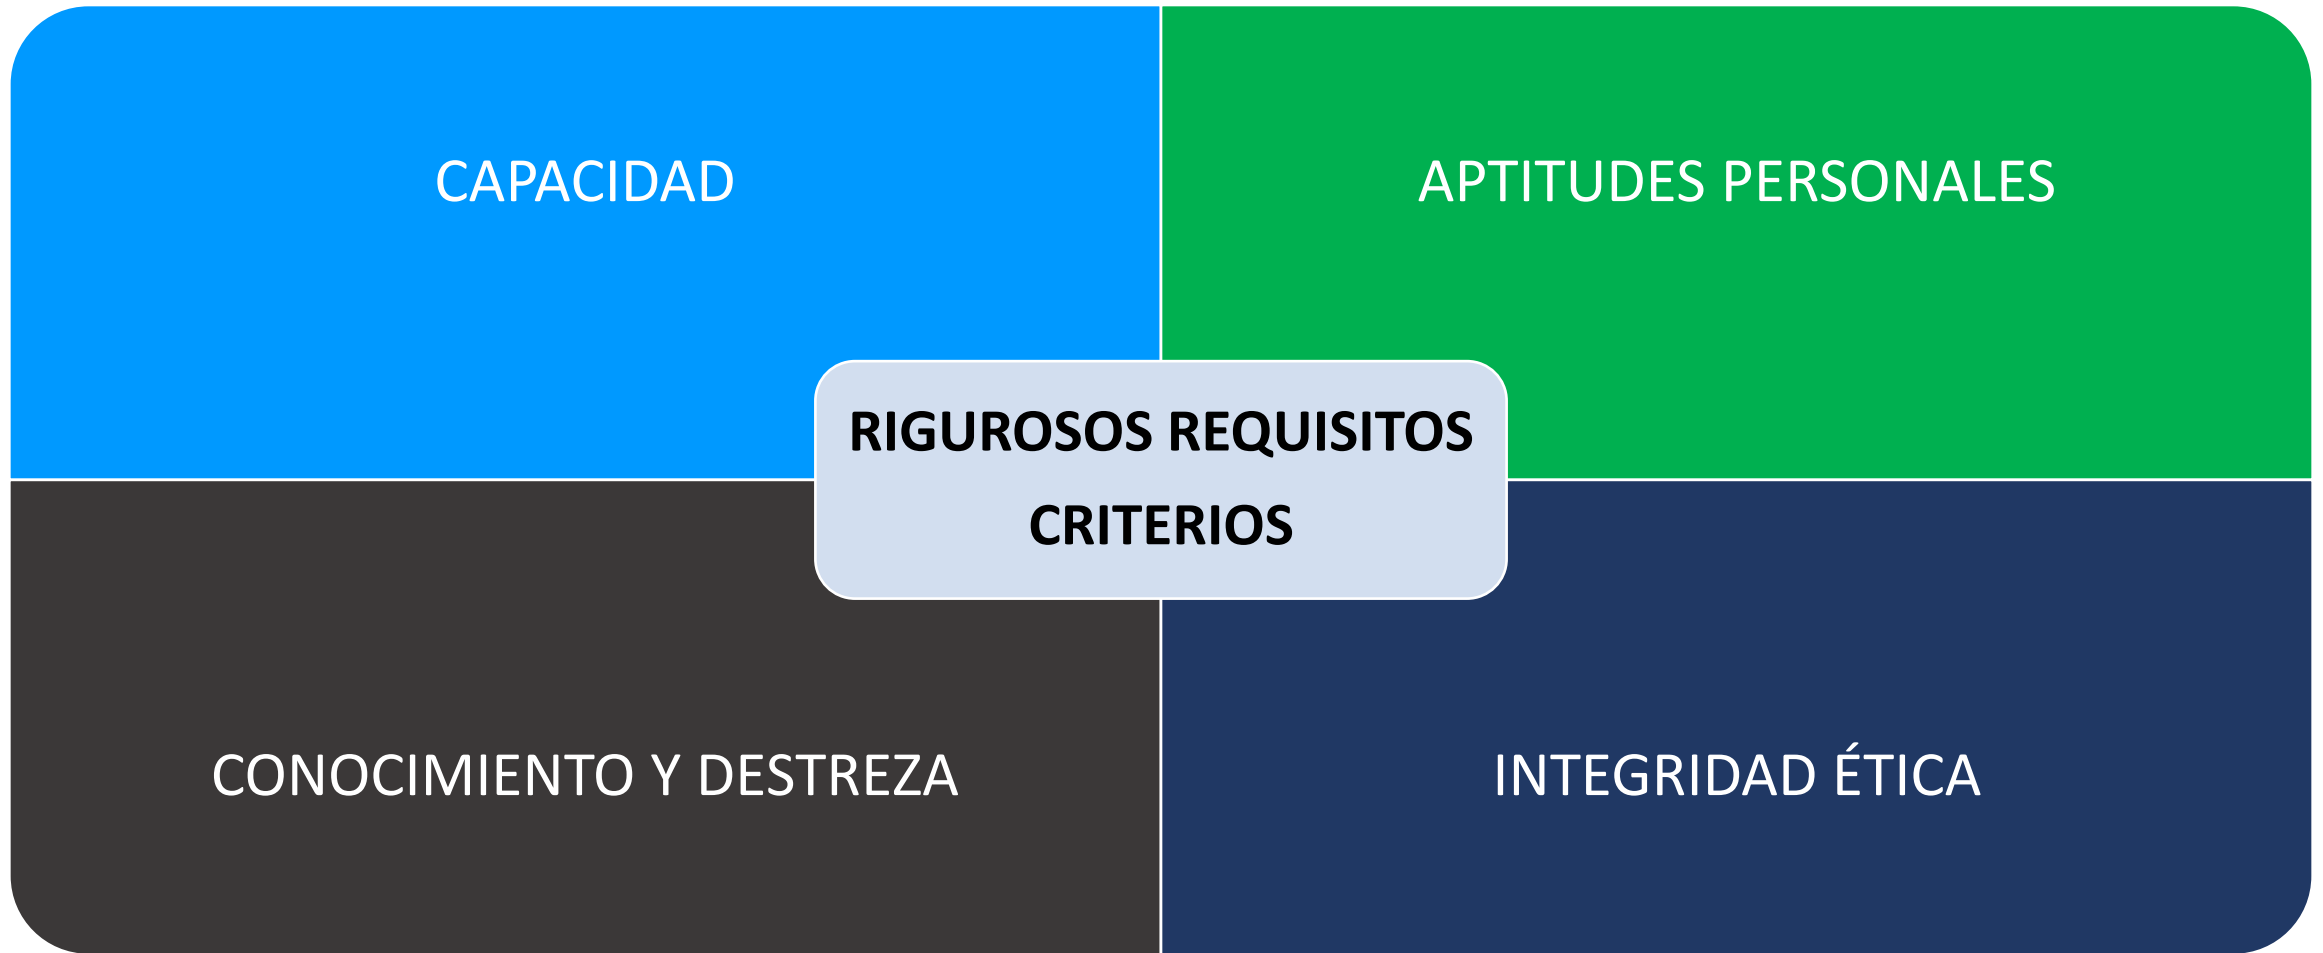 CAPACIDAD
APTITUDES PERSONALES
RIGUROSOS REQUISITOS
CRITERIOS
CONOCIMIENTO Y DESTREZA
INTEGRIDAD ÉTICA